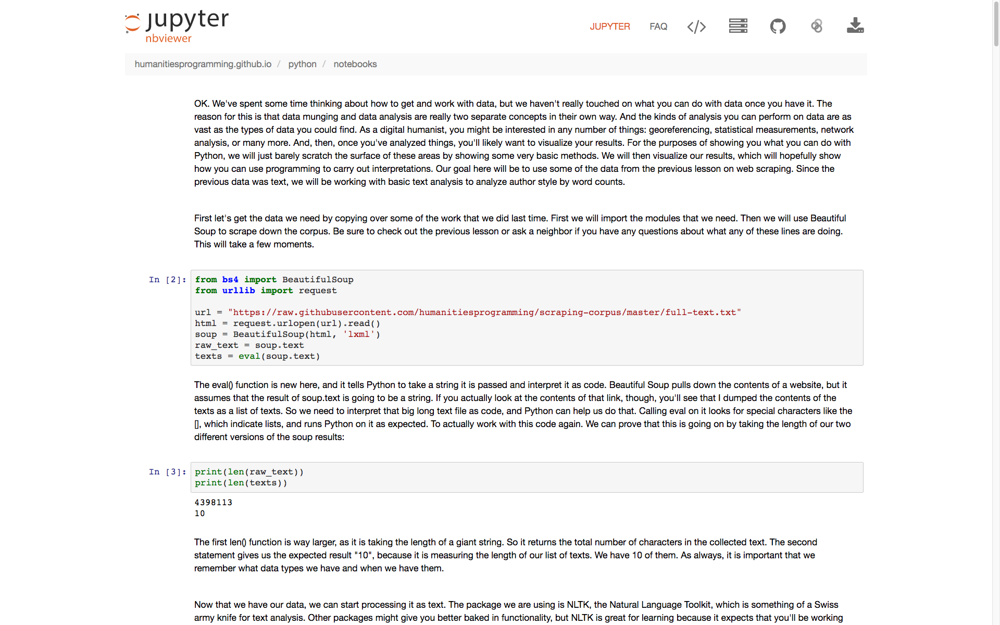 jupyter
nbviewer
JUPYTER FAQ </>
humanitiesprogramming.github.io / python / notebooks
OK. We've spent some time thinking about how to get and work with data, but we haven't really touched on what you can do with data once you have it. The
reason for this is that data munging and data analysis are really two separate concepts in their own way. And the kinds of analysis you can perform on data are as
vast as the types of data you could find. As a digital humanist, you might be interested in any number of things: georeferencing, statistical measurements, network
analysis, or many more. And, then, once you've analyzed things, you'll likely want to visualize your results. For the purposes of showing you what you can do with
Python, we will just barely scratch the surface of these areas by showing some very basic methods. We will then visualize our results, which will hopefully show
how you can use programming to carry out interpretations. Our goal here will be to use some of the data from the previous lesson on web scraping. Since the
previous data was text, we will be working with basic text analysis to analyze author style by word counts.
First let's get the data we need by copying over some of the work that we did last time. First we will import the modules that we need. Then we will use Beautiful
Soup to scrape down the corpus. Be sure to check out the previous lesson or ask a neighbor if you have any questions about what any of these lines are doing.
This will take a few moments.
In [2]: from bs4 import BeautifulSoup
from urllib import request
url = "https://raw.githubusercontent.com/humanitiesprogramming/scraping-corpus/master/full-text.txt"
html = request.urlopen(url).read()
soup = BeautifulSoup(html, 'lxml')
raw_text = soup.text
texts = eval(soup.text)
The eval() function is new here, and it tells Python to take a string it is passed and interpret it as code. Beautiful Soup pulls down the contents of a website, but it
assumes that the result of soup.text is going to be a string. If you actually look at the contents of that link, though, you'll see that I dumped the contents of the
texts as a list of texts. So we need to interpret that big long text file as code, and Python can help us do that. Calling eval on it looks for special characters like the
[], which indicate lists, and runs Python on it as expected. To actually work with this code again. We can prove that this is going on by taking the length of our two
different versions of the soup results:
In [3]: print(len(raw_text))
print(len(texts))
4398113
10
The first len() function is way larger, as it is taking the length of a giant string. So it returns the total number of characters in the collected text. The second
statement gives us the expected result "10", because it is measuring the length of our list of texts. We have 10 of them. As always, it is important that we
remember what data types we have and when we have them.
Now that we have our data, we can start processing it as text. The package we are using is NLTK, the Natural Language Toolkit, which is something of a Swiss
army knife for text analysis. Other packages might give you better baked in functionality, but NLTK is great for learning because it expects that you'll be working